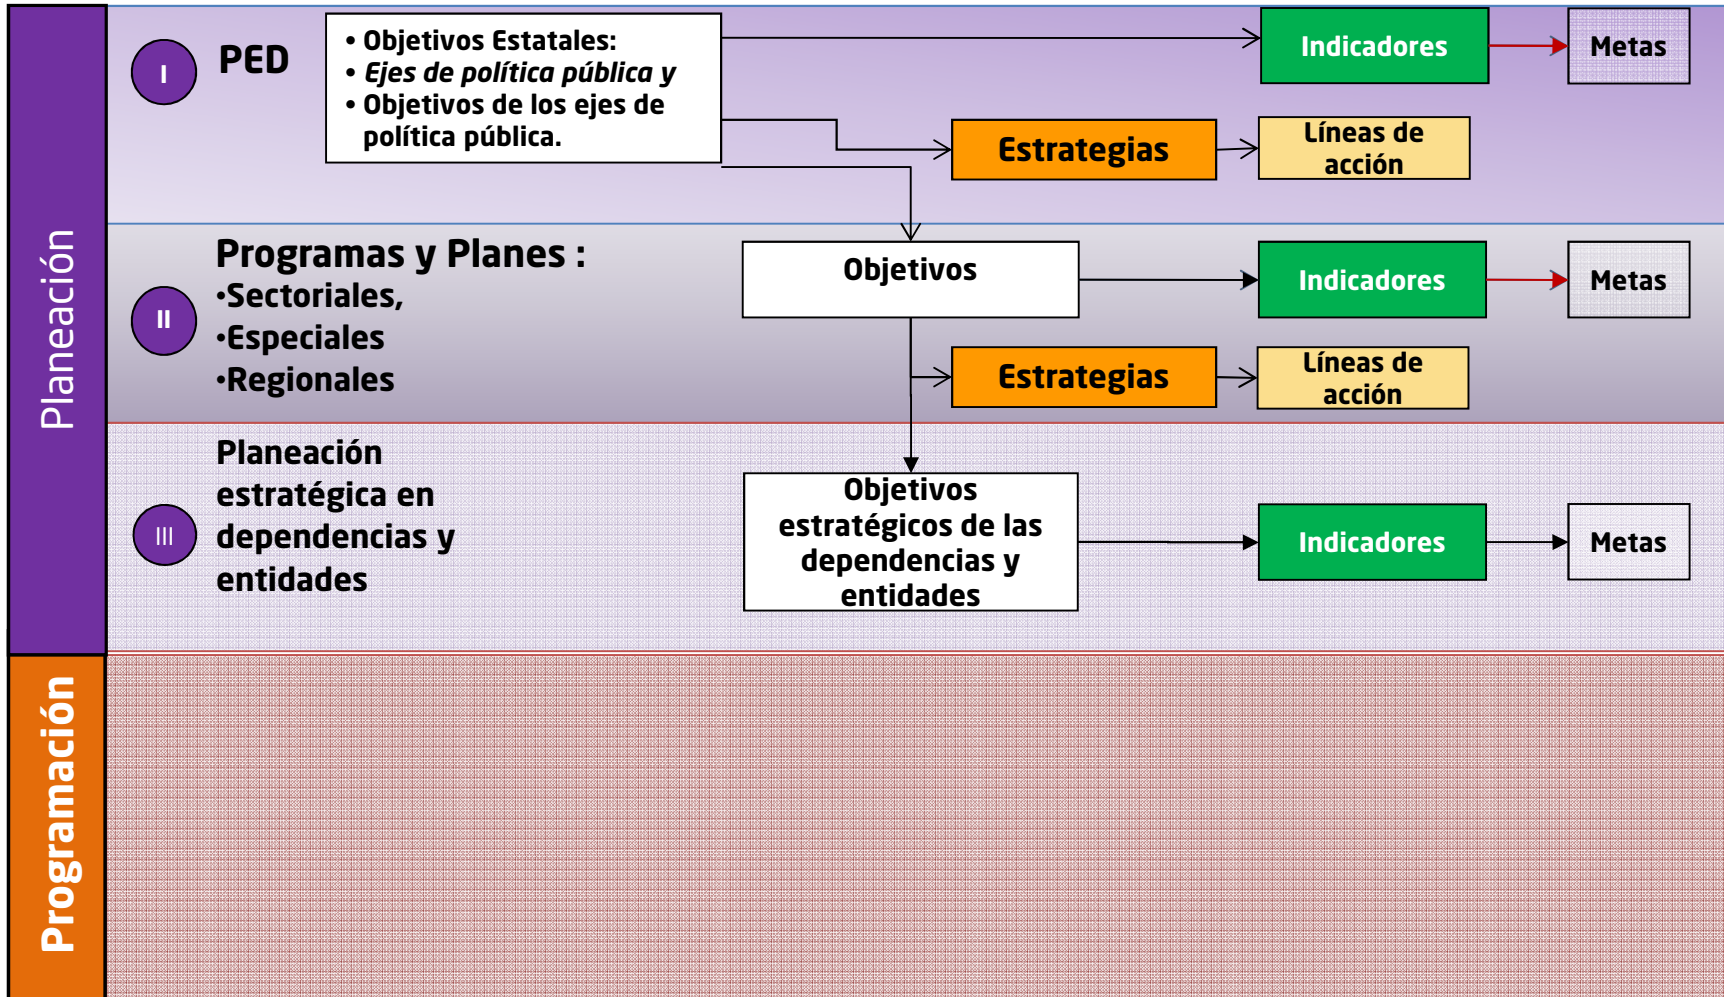 Planeación
I
PED
• Objetivos Estatales:
• Ejes de política pública y
• Objetivos de los ejes de
política pública.
Indicadores
Metas
Estrategias
Líneas de
acción
II
Programas y Planes :
•Sectoriales,
•Especiales
•Regionales
Objetivos
Indicadores
Metas
Estrategias
Líneas de
acción
III
Planeación
estratégica en
dependencias y
entidades
Objetivos
estratégicos de las
dependencias y
entidades
Indicadores
Metas
Programación